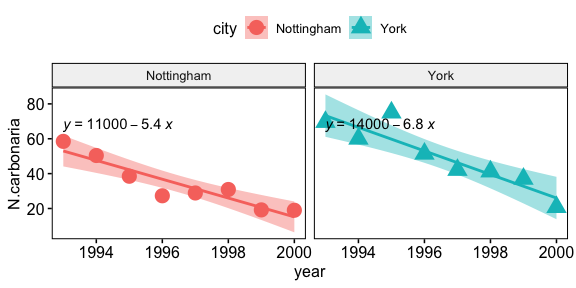 city Nottingham York
Nottingham York
N.carbonaria
80
60
40
20
y = 11000 – 5.4 x
y = 14000 – 6.8 x
1994 1996 1998 2000 1994 1996 1998 2000
year